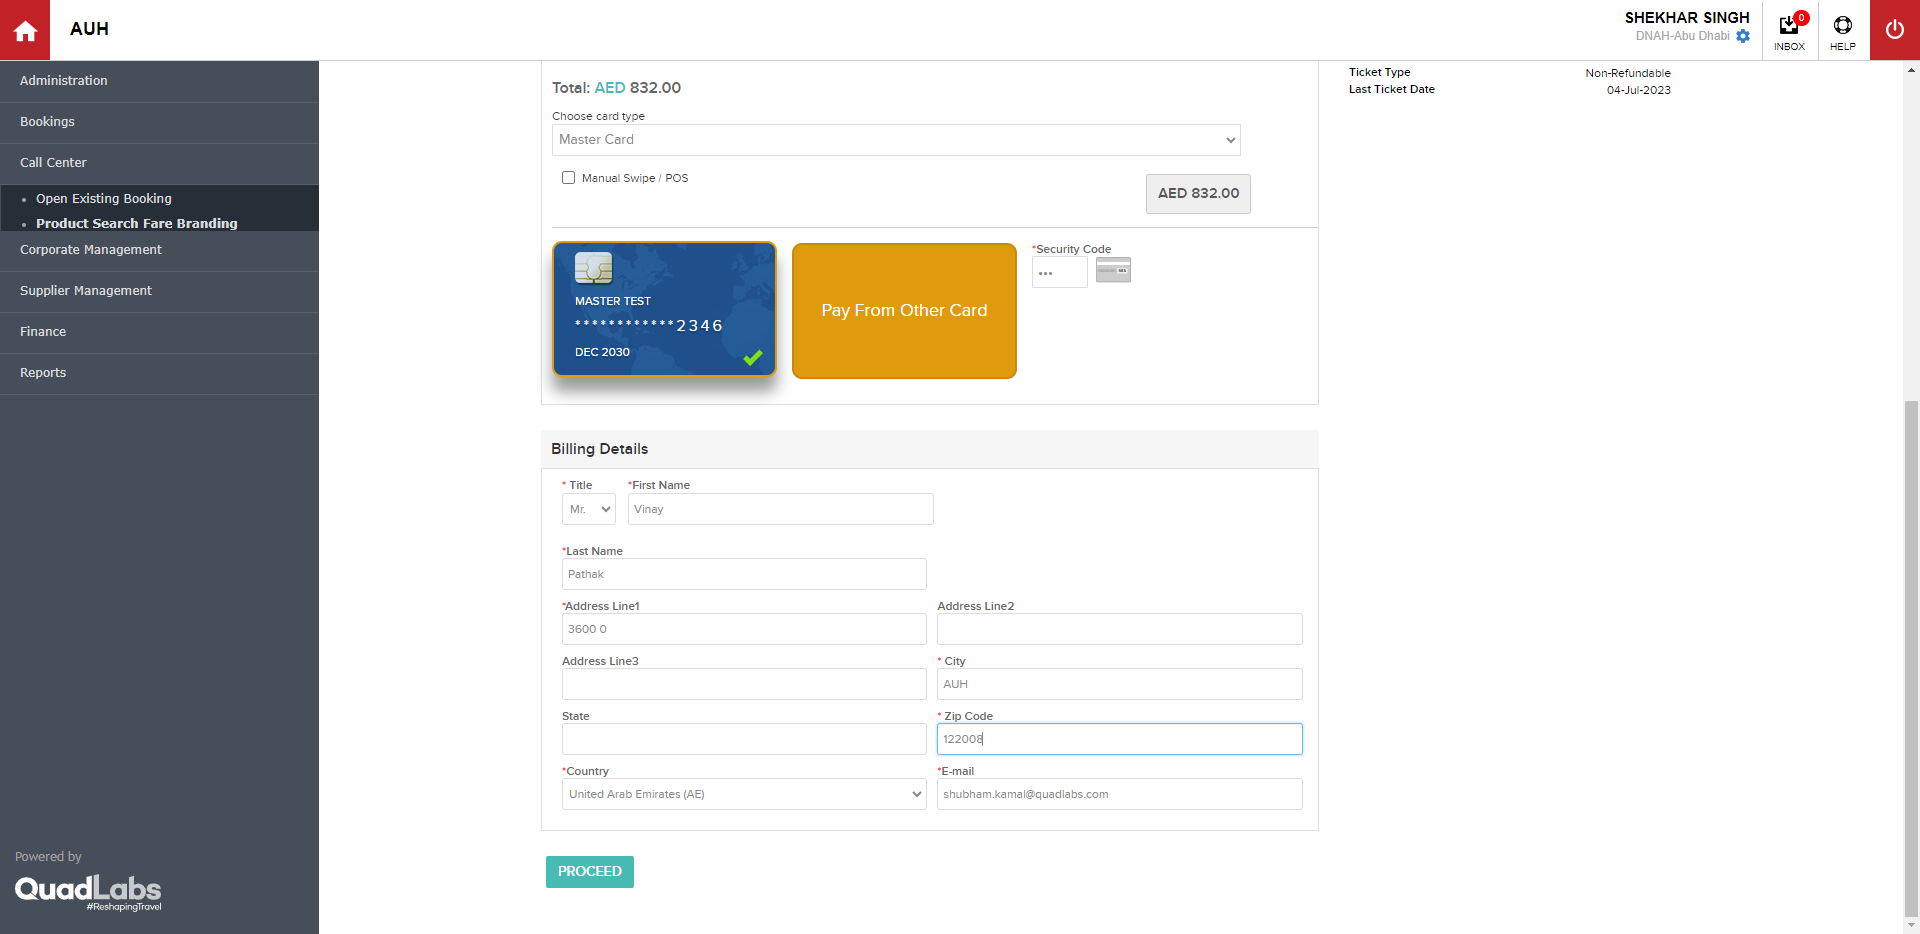 AUH
SHEKHAR SINGH
DNAH-Abu Dhabi
0
INBOX
HELP
Administration
Bookings
Call Center
Open Existing Booking
Product Search Fare Branding
Corporate Management
Supplier Management
Finance
Reports
Powered by
QuadLabs
#ReshapingTravel
Total: AED 832.00
Choose card type
Master Card
Manual Swipe / POS
AED 832.00
MASTER TEST
************2346
DEC 2030
Pay From Other Card
*Security Code
•••
Ticket Type Non-Refundable
Last Ticket Date 04-Jul-2023
Billing Details
* Title *First Name
Mr. Vinay
*Last Name
Pathak
*Address Line1 Address Line2
3600 0
Address Line3 * City
AUH
State * Zip Code
122008
*Country *E-mail
United Arab Emirates (AE) shubham.kamal@quadlabs.com
PROCEED